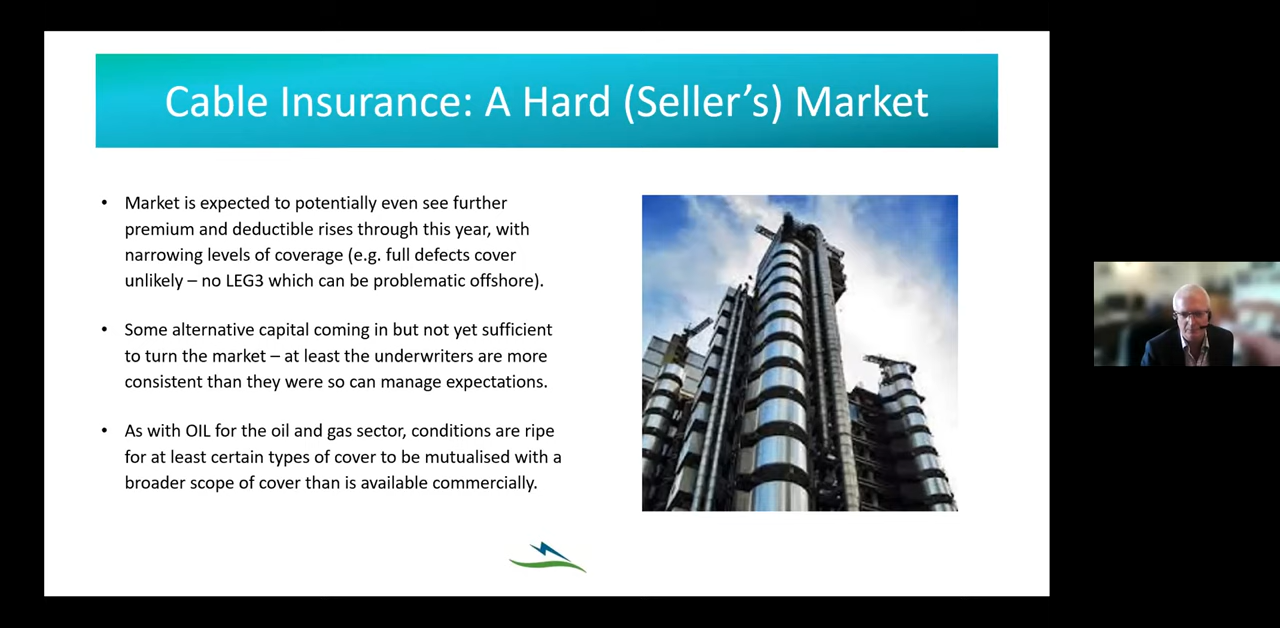 Cable Insurance: A Hard (Seller’s) Market
• Market is expected to potentially even see further
premium and deductible rises through this year, with
narrowing levels of coverage (e.g. full defects cover
unlikely – no LEG3 which can be problematic offshore).
• Some alternative capital coming in but not yet sufficient
to turn the market – at least the underwriters are more
consistent than they were so can manage expectations.
• As with OIL for the oil and gas sector, conditions are ripe
for at least certain types of cover to be mutualised with a
broader scope of cover than is available commercially.